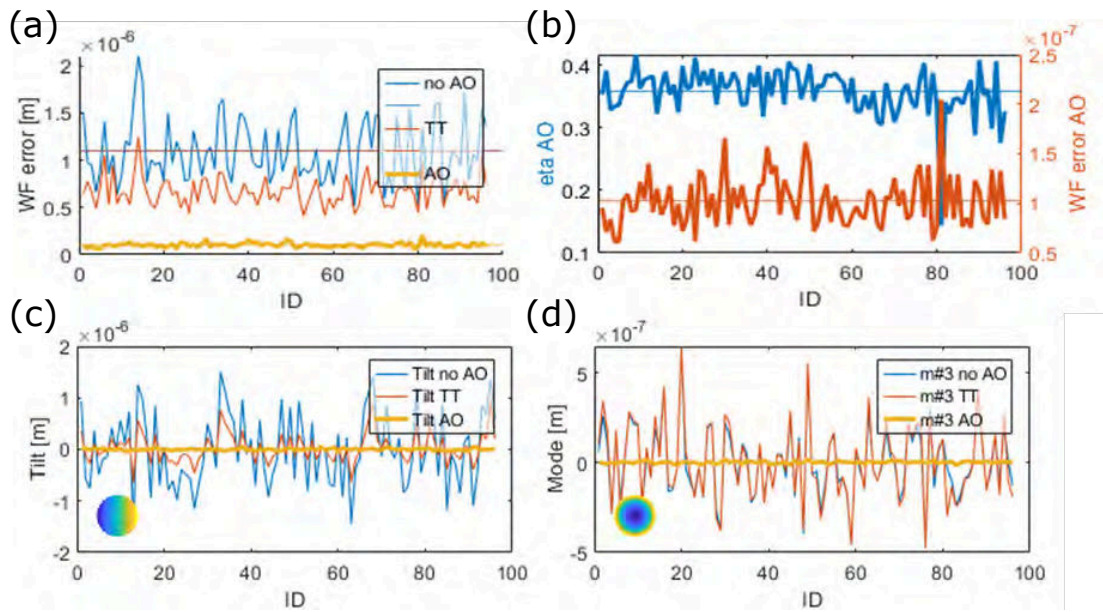 (a)
×10⁻⁶
2
1.5
1
0.5
0
WF error [m]
no AO
TT
AO
0 20 40 60 80 100
ID
(b)
×10⁻⁷
0.4
0.3
0.2
0.1
eta AO
2.5
2
1.5
1
0.5
WF error AO
0 20 40 60 80 100
ID
(c)
×10⁻⁶
2
1
0
-1
-2
Tilt [m]
Tilt no AO
Tilt TT
Tilt AO
0 20 40 60 80 100
ID
(d)
×10⁻⁷
5
0
-5
Mode [m]
m#3 no AO
m#3 TT
m#3 AO
0 20 40 60 80 100
ID